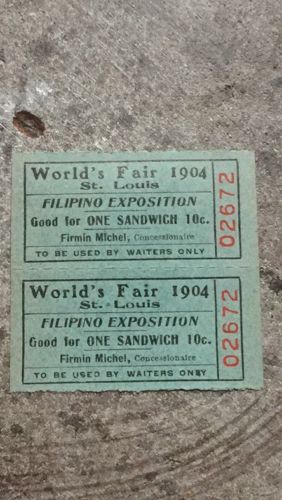 World's Fair 1904
St. Louis
FILIPINO EXPOSITION
Good for ONE SANDWICH 10c.
Firmin Michel, Concessionaire
TO BE USED BY WAITERS ONLY
02672
World's Fair 1904
St. Louis
FILIPINO EXPOSITION
Good for ONE SANDWICH 10c.
Firmin Michel, Concessionaire
TO BE USED BY WAITERS ONLY
02672